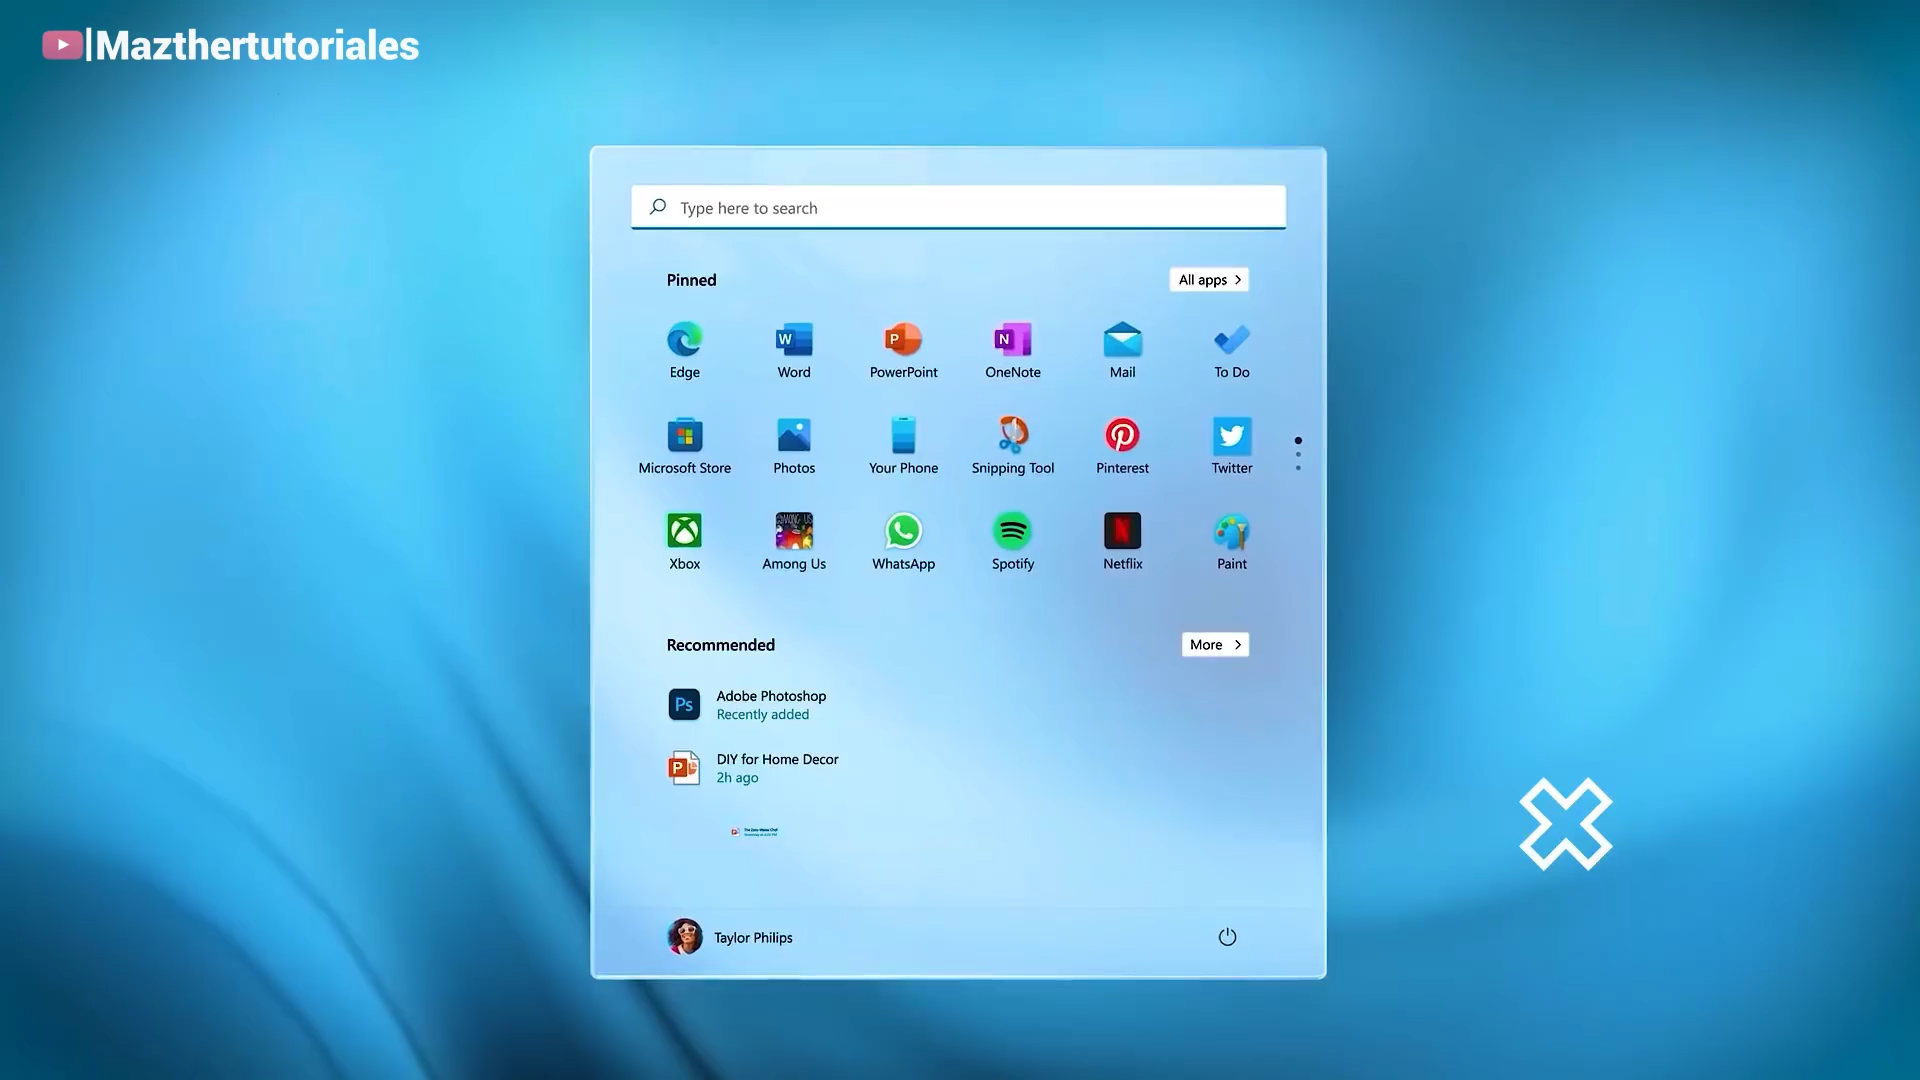 |Mazthertutoriales
Type here to search
Pinned
All apps >
Edge
Word
PowerPoint
OneNote
Mail
To Do
Microsoft Store
Photos
Your Phone
Snipping Tool
Pinterest
Twitter
Xbox
Among Us
WhatsApp
Spotify
Netflix
Paint
Recommended
More >
Adobe Photoshop
Recently added
DIY for Home Decor
2h ago
Taylor Philips